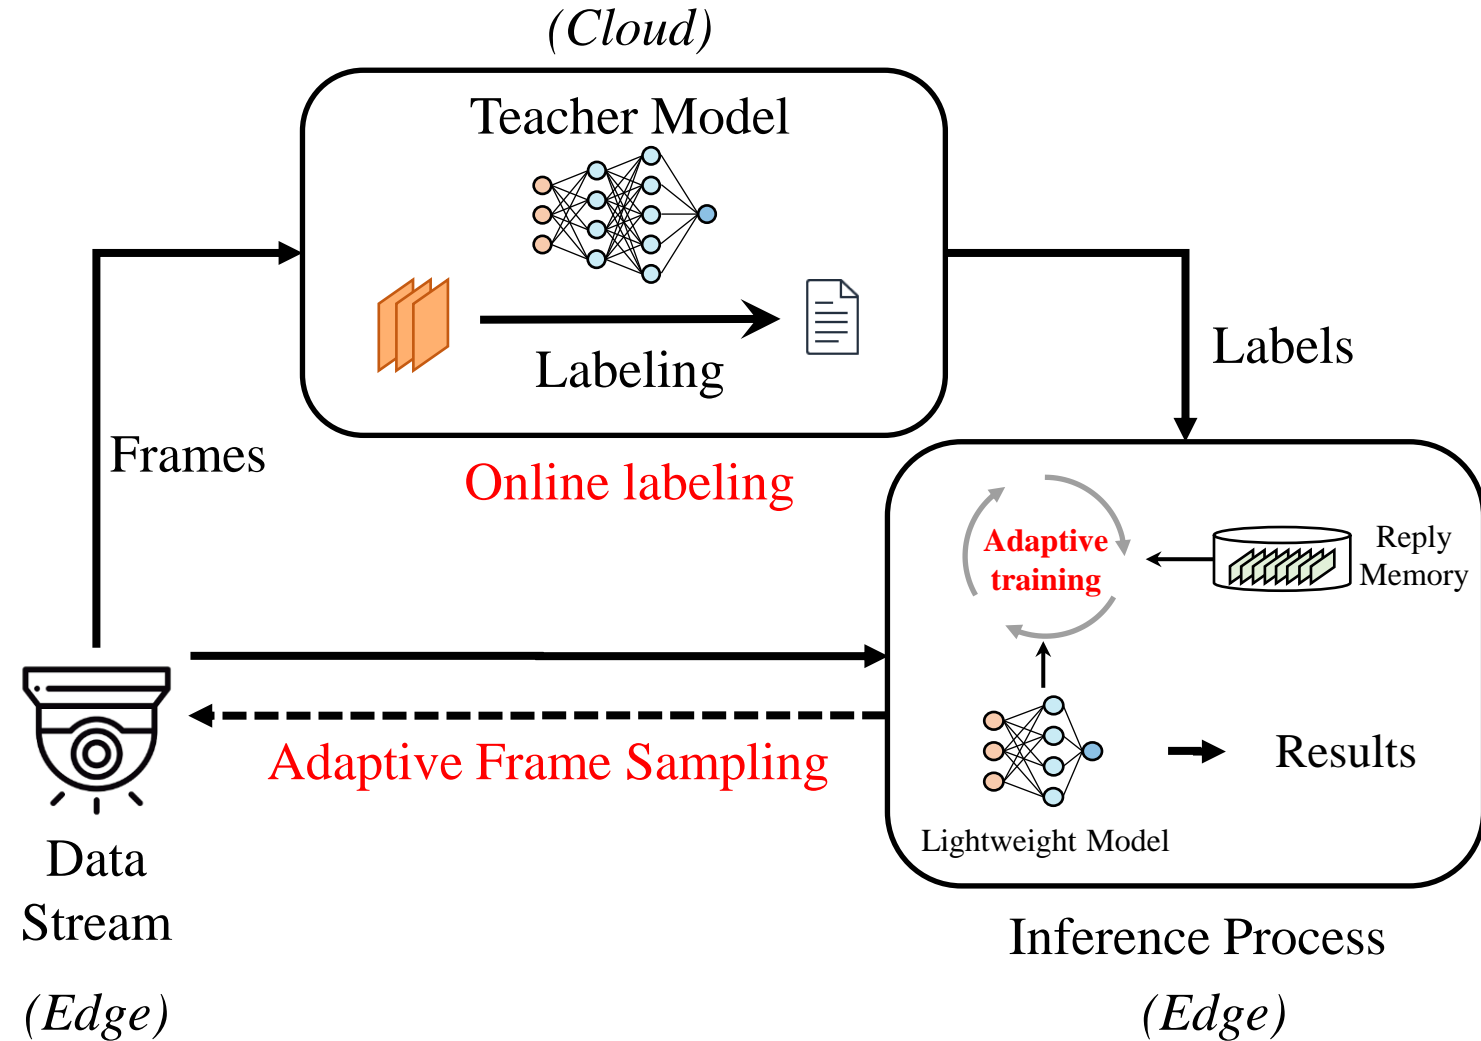 (Cloud)
Teacher Model
Labeling
Labels
Frames
Online labeling
Adaptive
training
Reply
Memory
Adaptive Frame Sampling
Results
Lightweight Model
Data
Stream
(Edge)
Inference Process
(Edge)